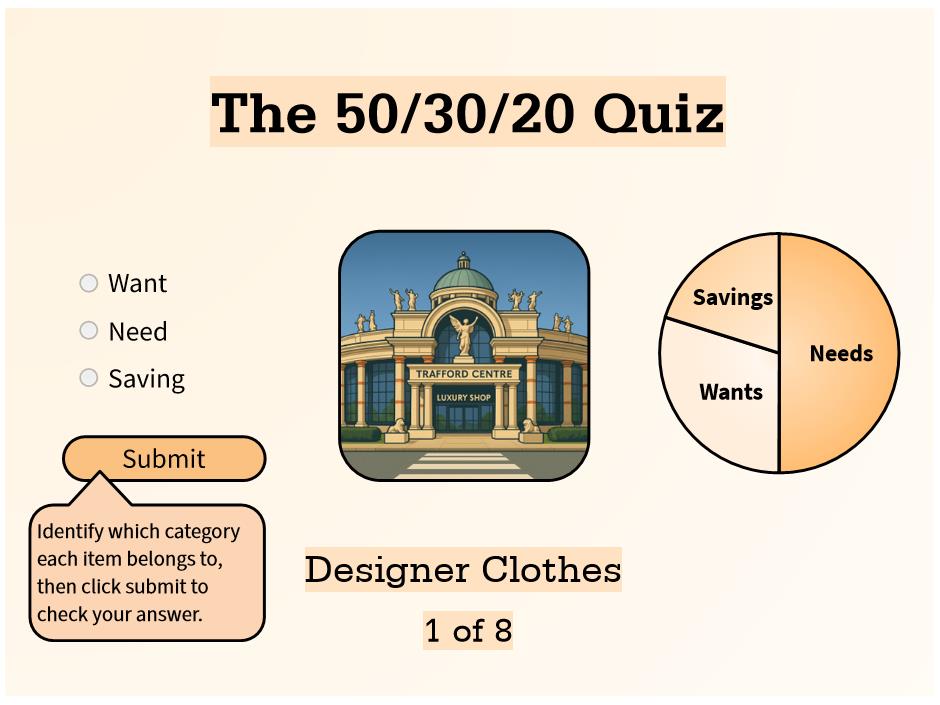 The 50/30/20 Quiz
Want
Need
Saving
Submit
Identify which category
each item belongs to,
then click submit to
check your answer.
TRAFFORD CENTRE
LUXURY SHOP
Designer Clothes
1 of 8
Savings
Needs
Wants